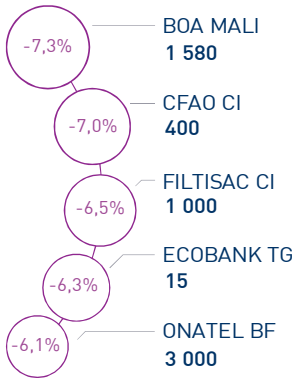 -7,3%
BOA MALI
1 580
-7,0%
CFAO CI
400
-6,5%
FILTISAC CI
1 000
-6,3%
ECOBANK TG
15
-6,1%
ONATEL BF
3 000